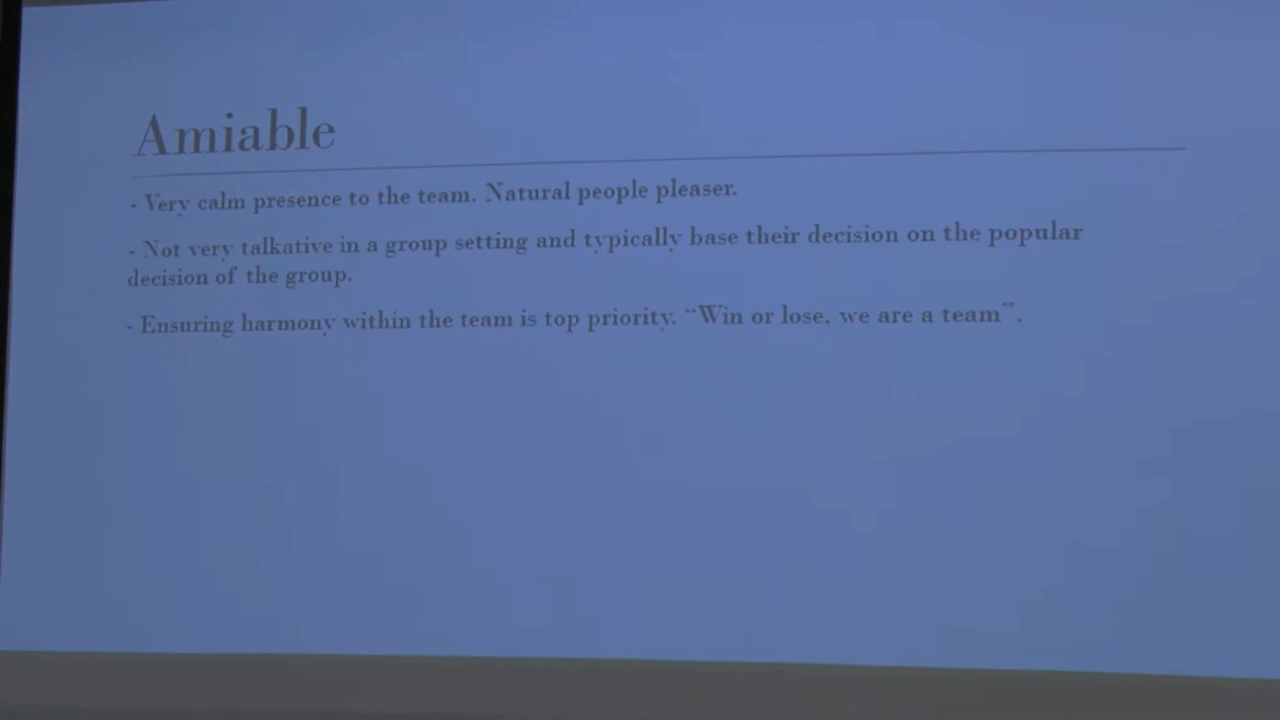 Amiable
- Very calm presence to the team. Natural people pleaser.
- Not very talkative in a group setting and typically base their decision on the popular
decision of the group.
- Ensuring harmony within the team is top priority. “Win or lose, we are a team”.